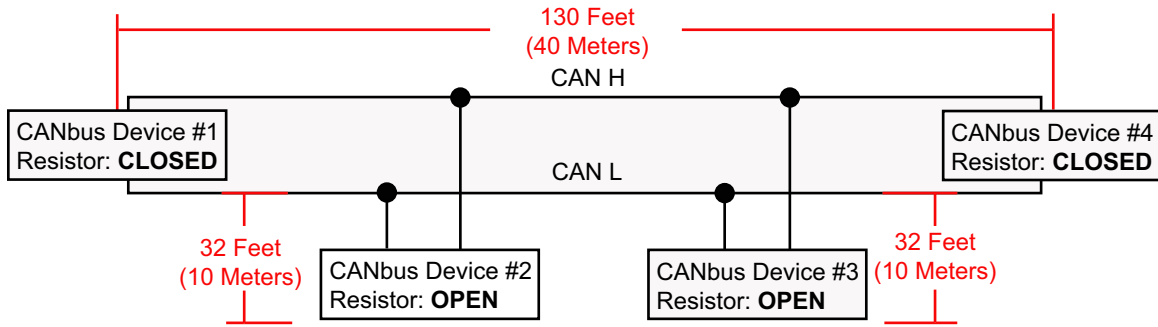 130 Feet
(40 Meters)
CAN H
CANbus Device #1
Resistor: CLOSED
CANbus Device #4
Resistor: CLOSED
CAN L
32 Feet
(10 Meters)
CANbus Device #2
Resistor: OPEN
CANbus Device #3
Resistor: OPEN
32 Feet
(10 Meters)